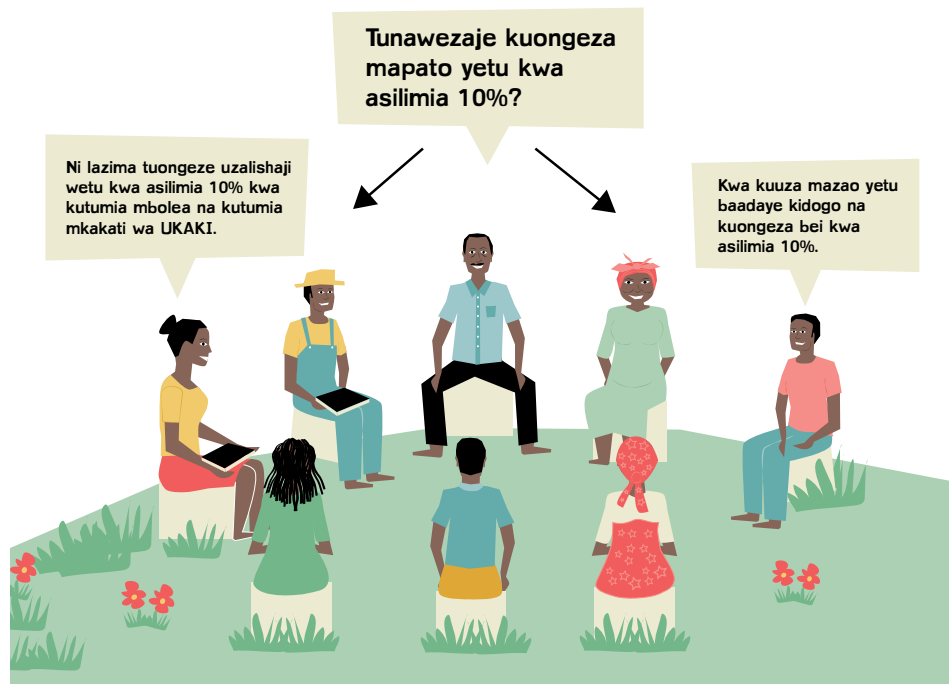 Tunawezaje kuongeza
mapato yetu kwa
asilimia 10%?
Ni lazima tuongeze uzalishaji
wetu kwa asilimia 10% kwa
kutumia mbolea na kutumia
mkakati wa UKAKI.
Kwa kuuza mazao yetu
baadaye kidogo na
kuongeza bei kwa
asilimia 10%.